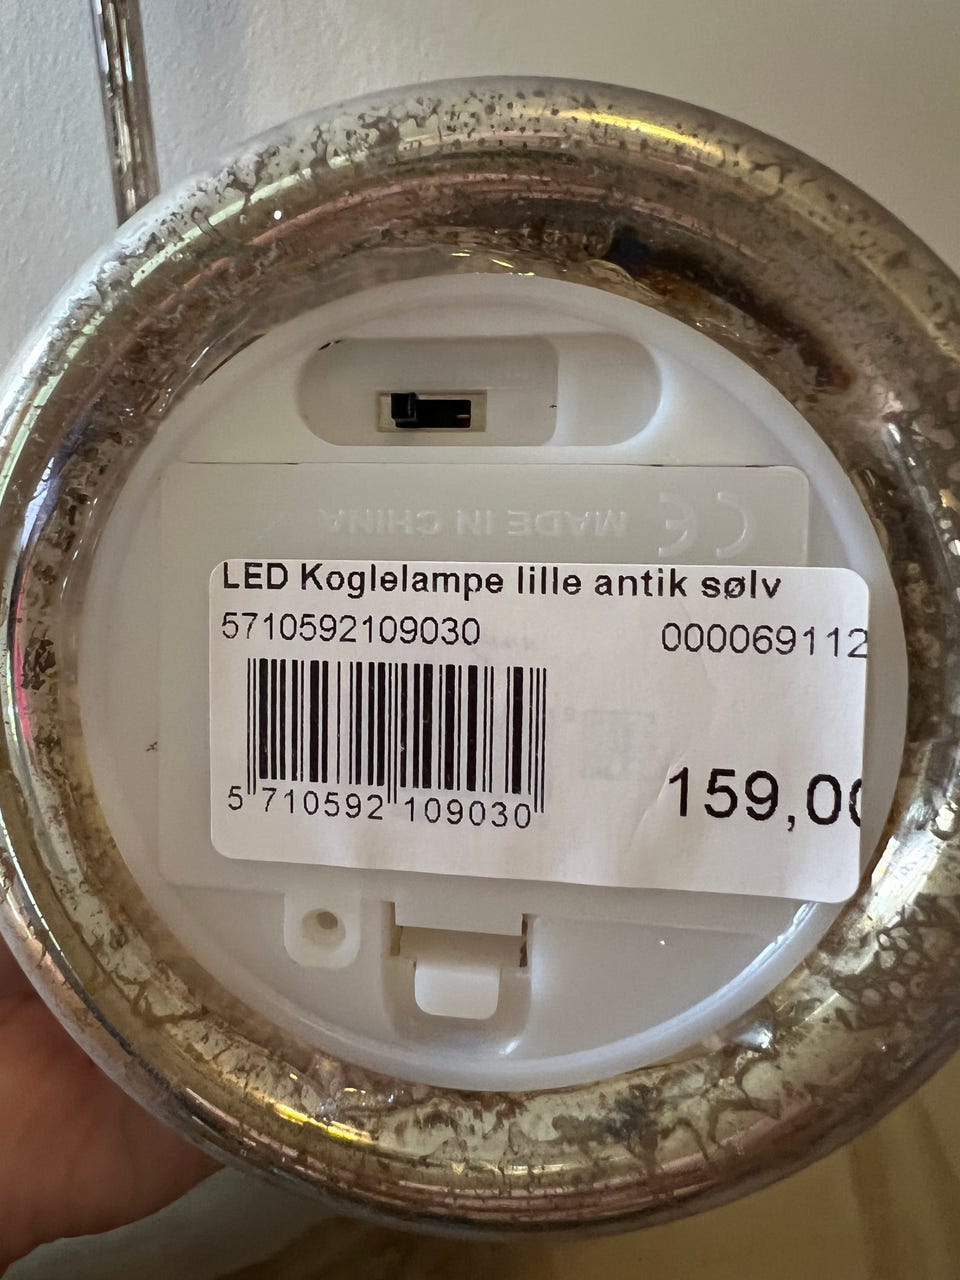 MADE IN CHINA CE
LED Koglelampe lille antik sølv
5710592109030 000069112
159,00
5 710592 109030